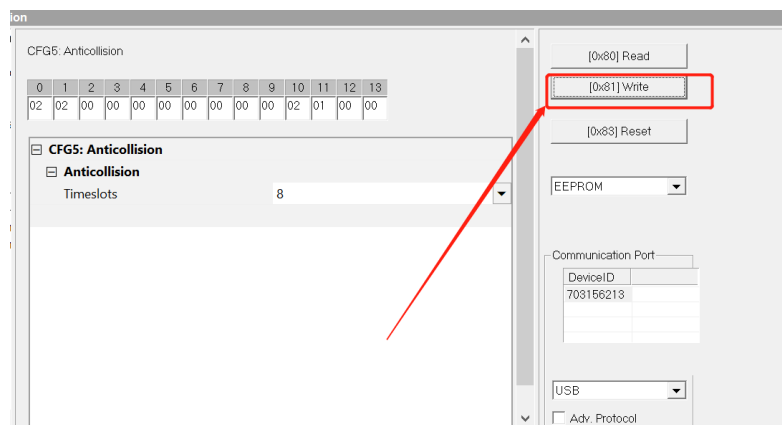 ion
CFG5: Anticollision
0 1 2 3 4 5 6 7 8 9 10 11 12 13
02 02 00 00 00 00 00 00 00 00 02 01 00 00
CFG5: Anticollision
Anticollision
Timeslots 8
[0x80] Read
[0x81] Write
[0x83] Reset
EEPROM
Communication Port
DeviceID
703156213
USB
Adv. Protocol